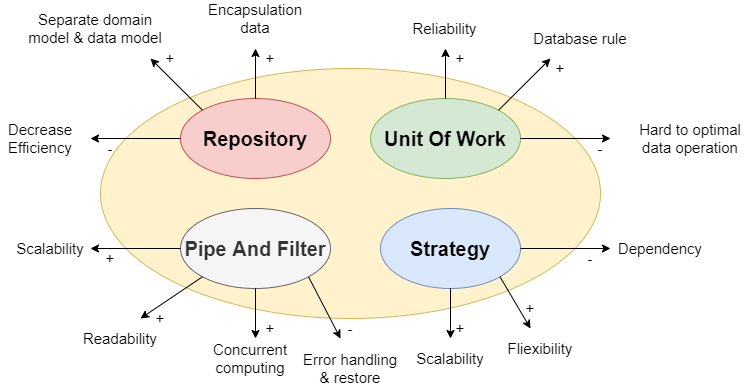 Encapsulation
data
Separate domain
model & data model
+
+
Reliability
+
Database rule
+
Decrease
Efficiency
-
Repository
Unit Of Work
-
Hard to optimal
data operation
Scalability
+
Pipe And Filter
Strategy
-
Dependency
+
Readability
+
Concurrent
computing
-
Error handling
& restore
+
Scalability
+
Fliexibility